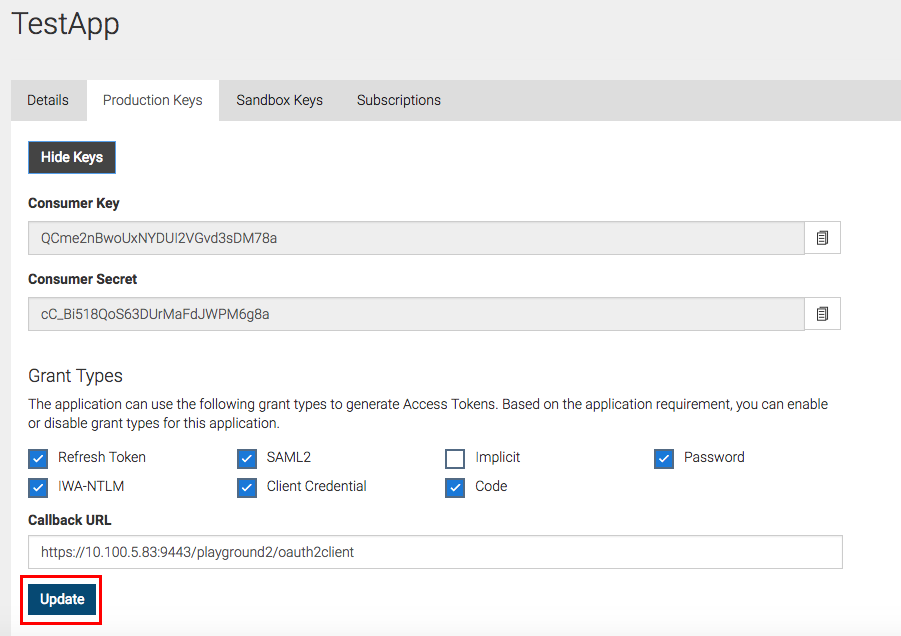 TestApp
Details Production Keys Sandbox Keys Subscriptions
Hide Keys
Consumer Key
QCme2nBwoUxNYDUI2VGvd3sDM78a
Consumer Secret
cC_Bi518QoS63DUrMaFdJWPM6g8a
Grant Types
The application can use the following grant types to generate Access Tokens. Based on the application requirement, you can enable
or disable grant types for this application.
Refresh Token SAML2 Implicit Password
IWA-NTLM Client Credential Code
Callback URL
https://10.100.5.83:9443/playground2/oauth2client
Update